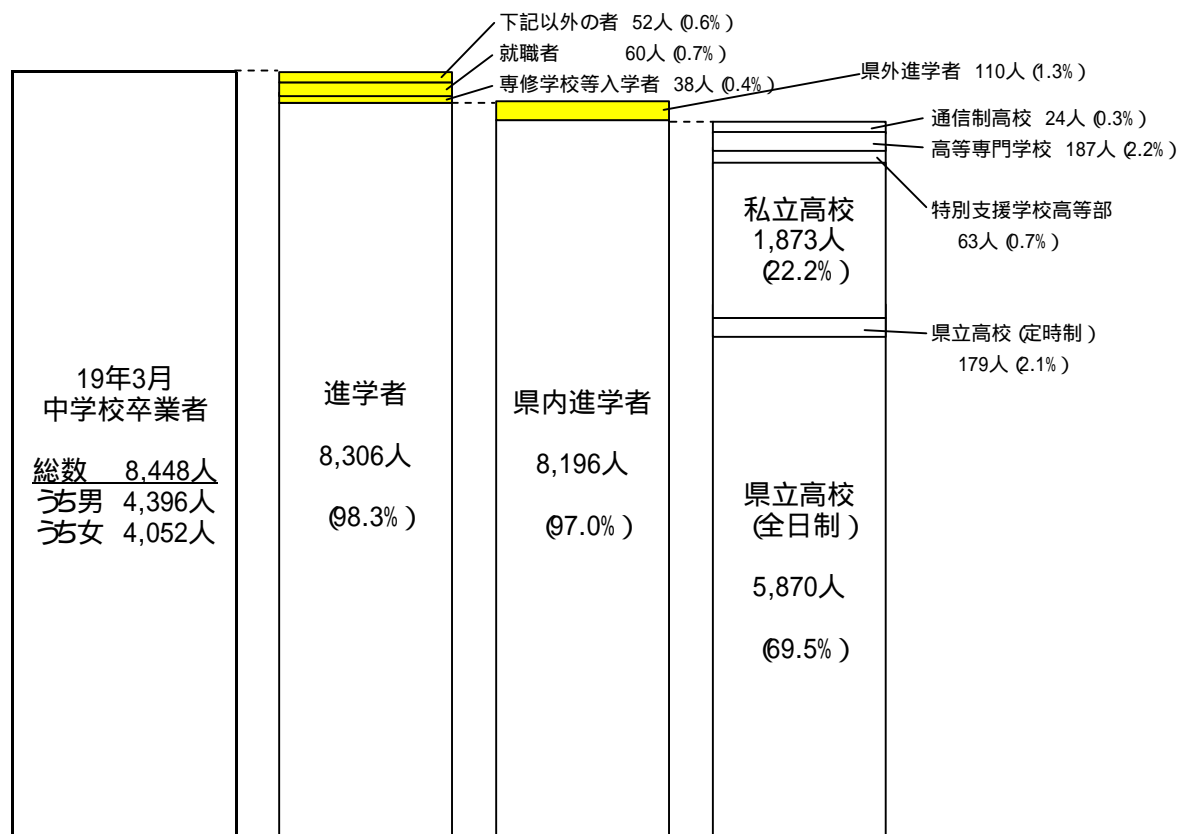 下記以外の者 52人(0.6%)
就職者 60人(0.7%)
専修学校等入学者 38人(0.4%)
県外進学者 110人(1.3%)
通信制高校 24人(0.3%)
高等専門学校 187人(2.2%)
特別支援学校高等部
63人(0.7%)
私立高校
1,873人
(22.2%)
県立高校(定時制)
179人(2.1%)
19年3月
中学校卒業者
総数 8,448人
うち男 4,396人
うち女 4,052人
進学者
8,306人
(98.3%)
県内進学者
8,196人
(97.0%)
県立高校
(全日制)
5,870人
(69.5%)